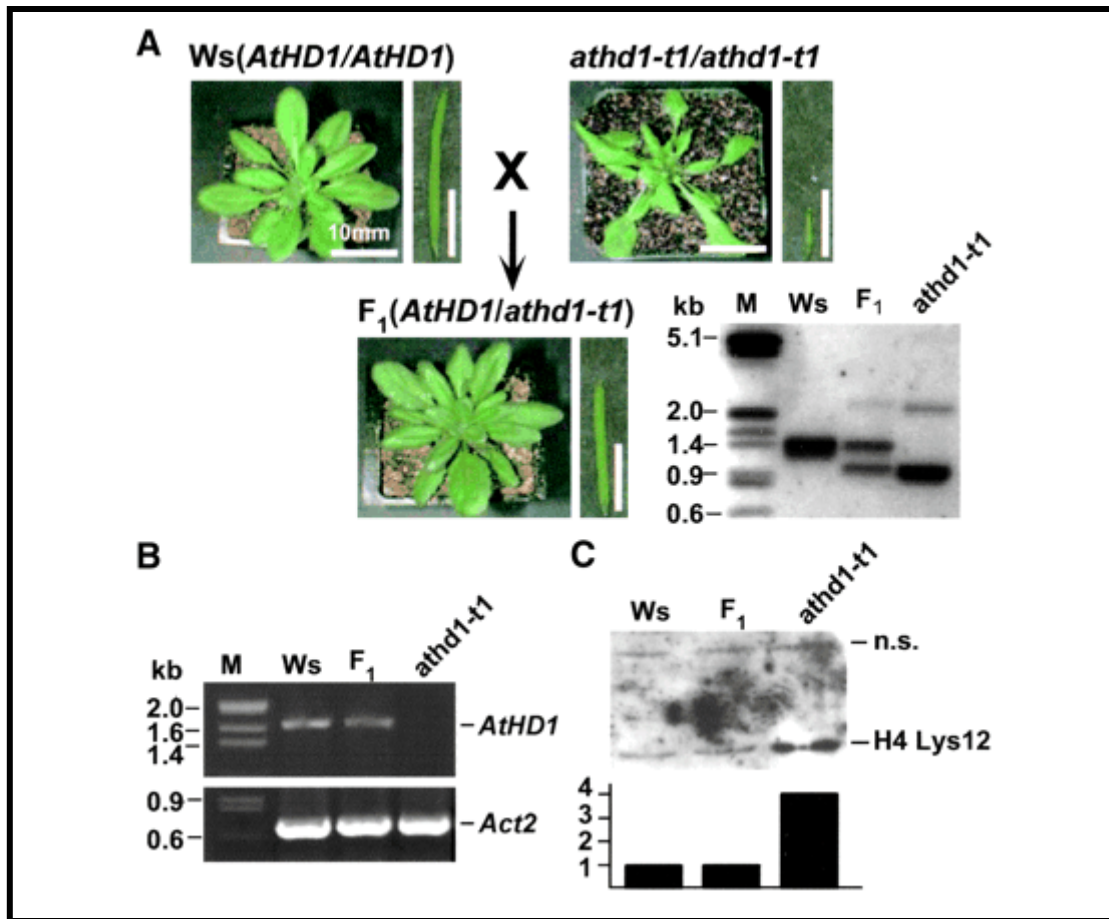 A
Ws(AtHD1/AtHD1)
athd1-t1/athd1-t1
10mm
X
F1(AtHD1/athd1-t1)
kb M Ws F1 athd1-t1
5.1
2.0
1.4
0.9
0.6
B
kb M Ws F1 athd1-t1
2.0
1.6
1.4
AtHD1
0.9
0.6
Act2
C
Ws F1 athd1-t1
n.s.
H4 Lys12
4
3
2
1